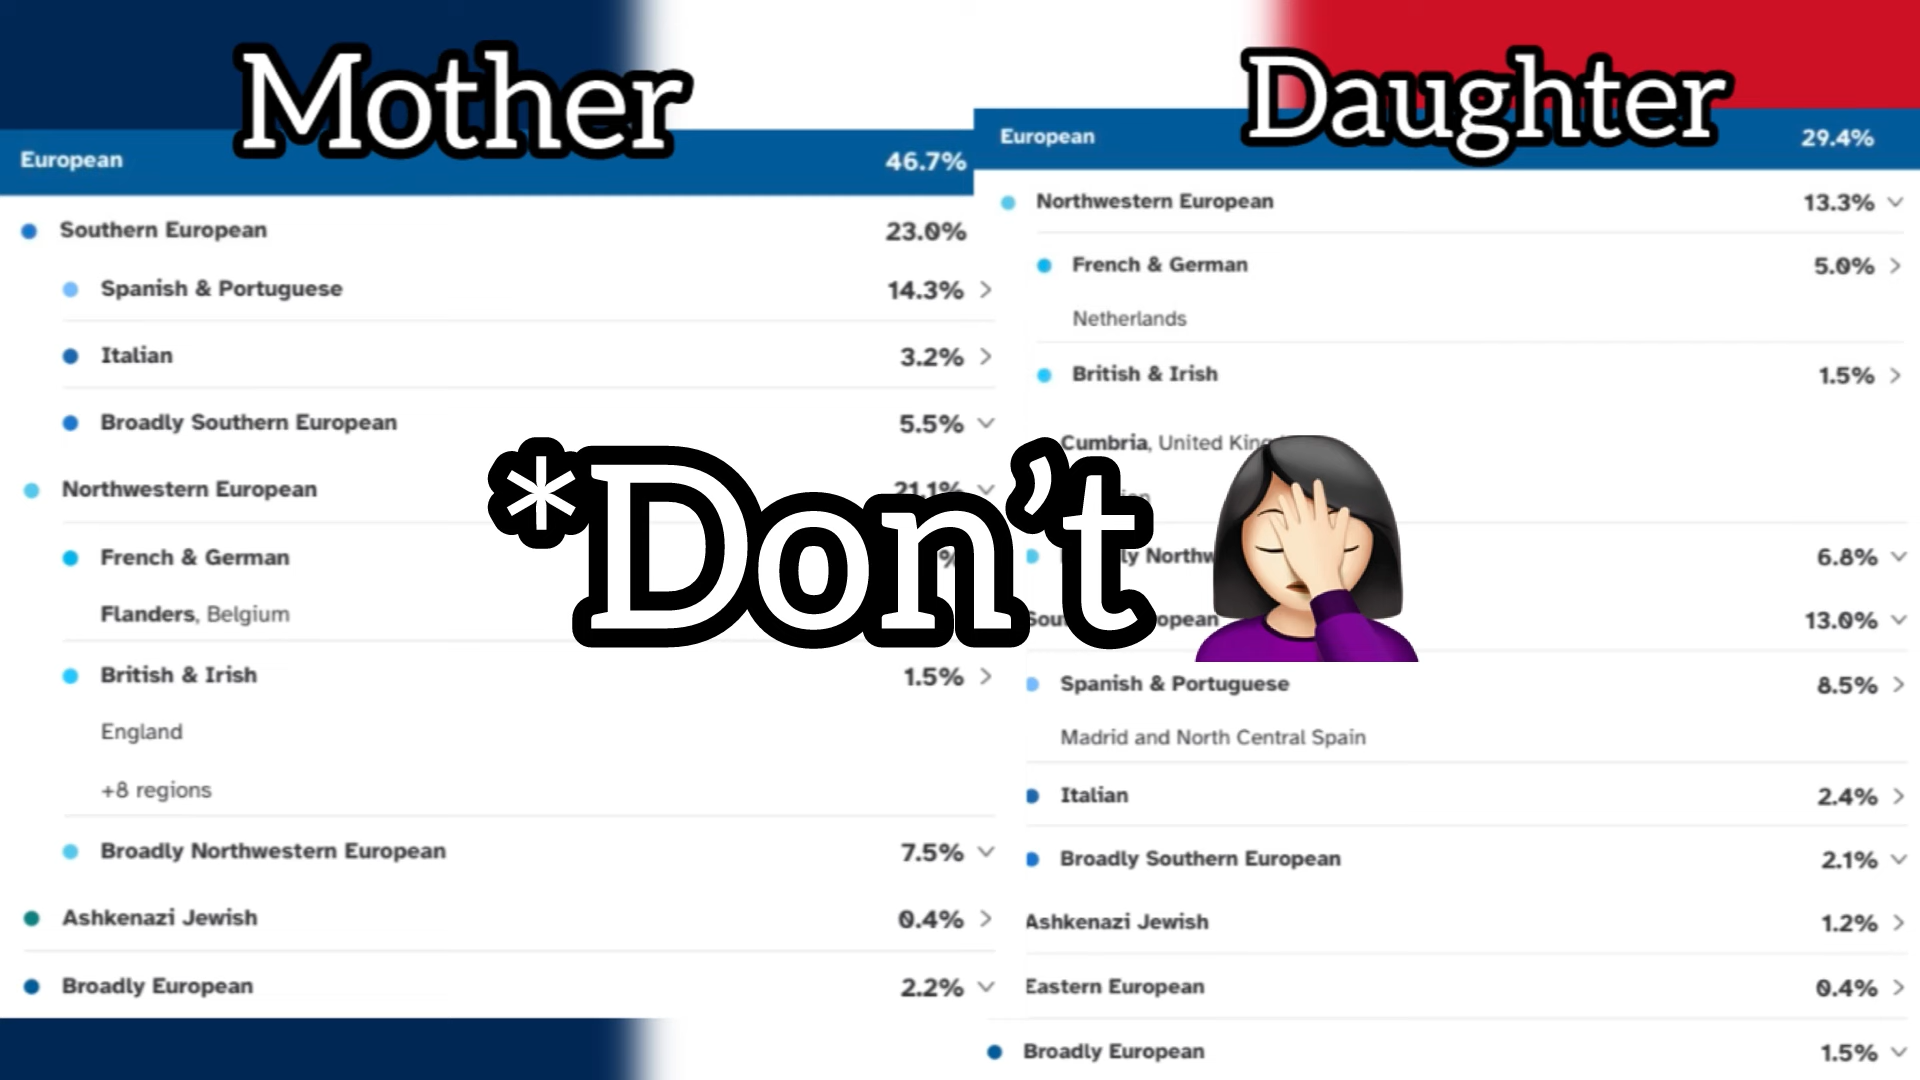 Mother
European 46.7%
Southern European 23.0%
Spanish & Portuguese 14.3%
Italian 3.2%
Broadly Southern European 5.5%
Northwestern European 21.1%
French & German %
Flanders, Belgium
British & Irish 1.5%
England
+8 regions
Broadly Northwestern European 7.5%
Ashkenazi Jewish 0.4%
Broadly European 2.2%
*Don't
Daughter
European 29.4%
Northwestern European 13.3%
French & German 5.0%
Netherlands
British & Irish 1.5%
Cumbria, United
6.8%
13.0%
Spanish & Portuguese 8.5%
Madrid and North Central Spain
Italian 2.4%
Broadly Southern European 2.1%
Ashkenazi Jewish 1.2%
Eastern European 0.4%
Broadly European 1.5%